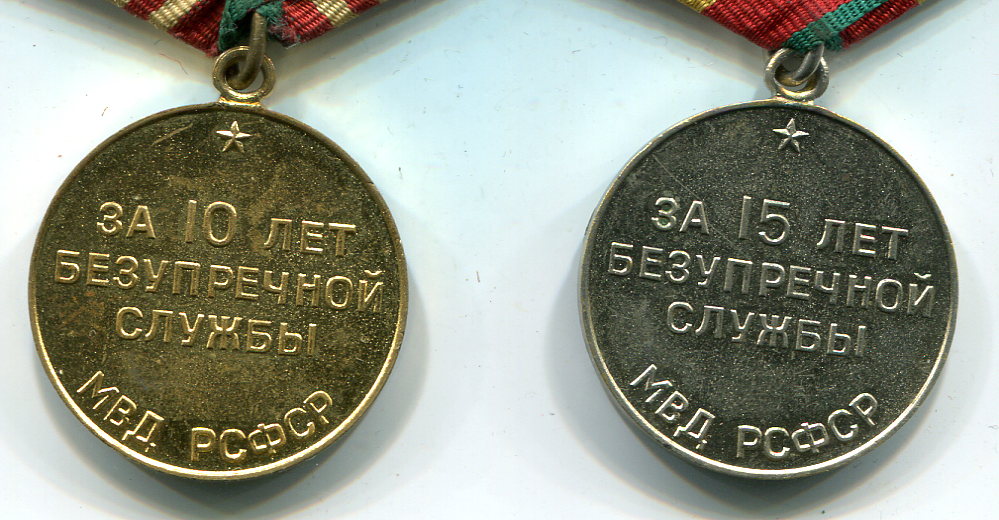 ЗА 10 ЛЕТ
БЕЗУПРЕЧНОЙ
СЛУЖБЫ
МВД РСФСР
ЗА 15 ЛЕТ
БЕЗУПРЕЧНОЙ
СЛУЖБЫ
МВД РСФСР